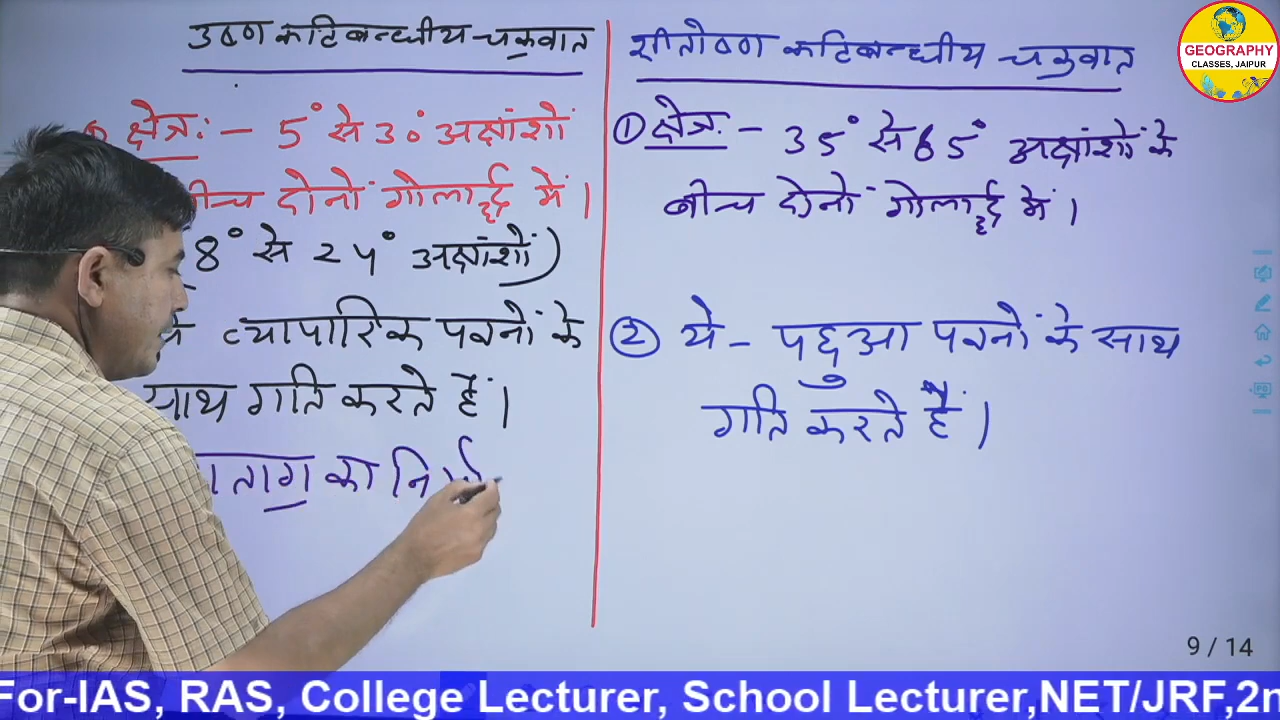 उष्ण कटिबन्धीय चक्रवात
क्षेत्र: - 5° से 30° अक्षांशों
बीच दोनों गोलार्द्ध में।
8° से 24° अक्षांशों)
व्यापारिक पवनों के
साथ गति करते हैं।
का
शीतोष्ण कटिबन्धीय चक्रवात
① क्षेत्र: - 35° से 65° अक्षांशों के
बीच दोनों गोलार्द्ध में।
② ये - पछुआ पवनों के साथ
गति करते हैं।
GEOGRAPHY
CLASSES, JAIPUR
9 / 14
For-IAS, RAS, College Lecturer, School Lecturer,NET/JRF,2n